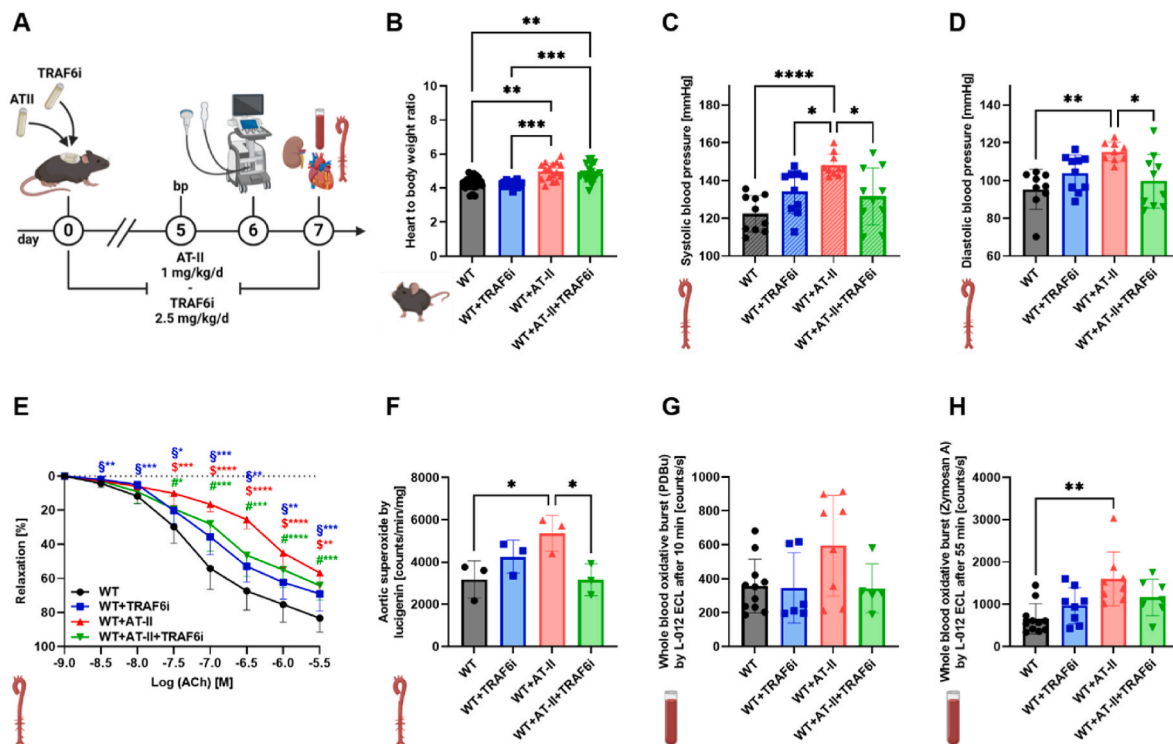 A
TRAF6i
ATII
bp
day
0
5
6
7
AT-II
1 mg/kg/d
-
TRAF6i
2.5 mg/kg/d
B
Heart to body weight ratio
10
8
6
4
2
0
**
***
**
***
WT
WT+TRAF6i
WT+AT-II
WT+AT-II+TRAF6i
C
Systolic blood pressure [mmHg]
180
160
140
120
100
****
*
*
WT
WT+TRAF6i
WT+AT-II
WT+AT-II+TRAF6i
D
Diastolic blood pressure [mmHg]
140
120
100
80
60
**
*
WT
WT+TRAF6i
WT+AT-II
WT+AT-II+TRAF6i
E
Relaxation [%]
0
20
40
60
80
100
§**
§***
§*
$***
#*
§***
$****
#***
§**
$****
#***
§**
$****
#****
§***
$**
#***
WT
WT+TRAF6i
WT+AT-II
WT+AT-II+TRAF6i
-9.0 -8.5 -8.0 -7.5 -7.0 -6.5 -6.0 -5.5
Log (ACh) [M]
F
Aortic superoxide by
lucigenin [counts/min/mg]
8000
6000
4000
2000
0
*
*
WT
WT+TRAF6i
WT+AT-II
WT+AT-II+TRAF6i
G
Whole blood oxidative burst (PDBu)
by L-012 ECL after 10 min [counts/s]
1000
800
600
400
200
0
WT
WT+TRAF6i
WT+AT-II
WT+AT-II+TRAF6i
H
Whole blood oxidative burst (Zymosan A)
by L-012 ECL after 55 min [counts/s]
4000
3000
2000
1000
0
**
WT
WT+TRAF6i
WT+AT-II
WT+AT-II+TRAF6i